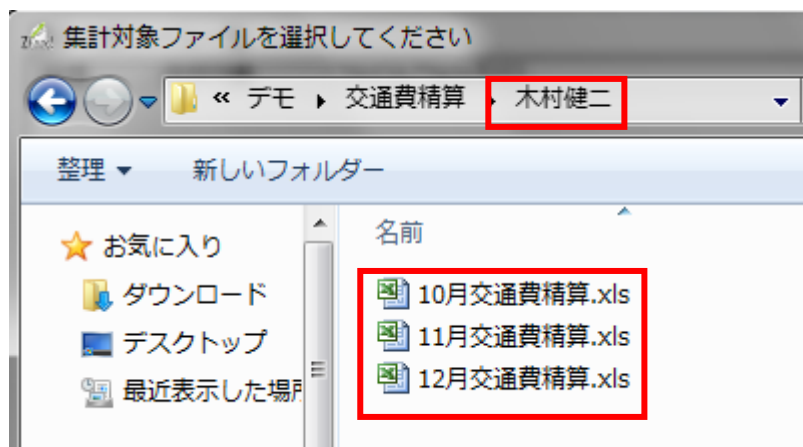 集計対象ファイルを選択してください
« デモ ▸ 交通費精算 ▸ 木村健二
整理 ▼ 新しいフォルダー
お気に入り
ダウンロード
デスクトップ
最近表示した場所
名前
10月交通費精算.xls
11月交通費精算.xls
12月交通費精算.xls